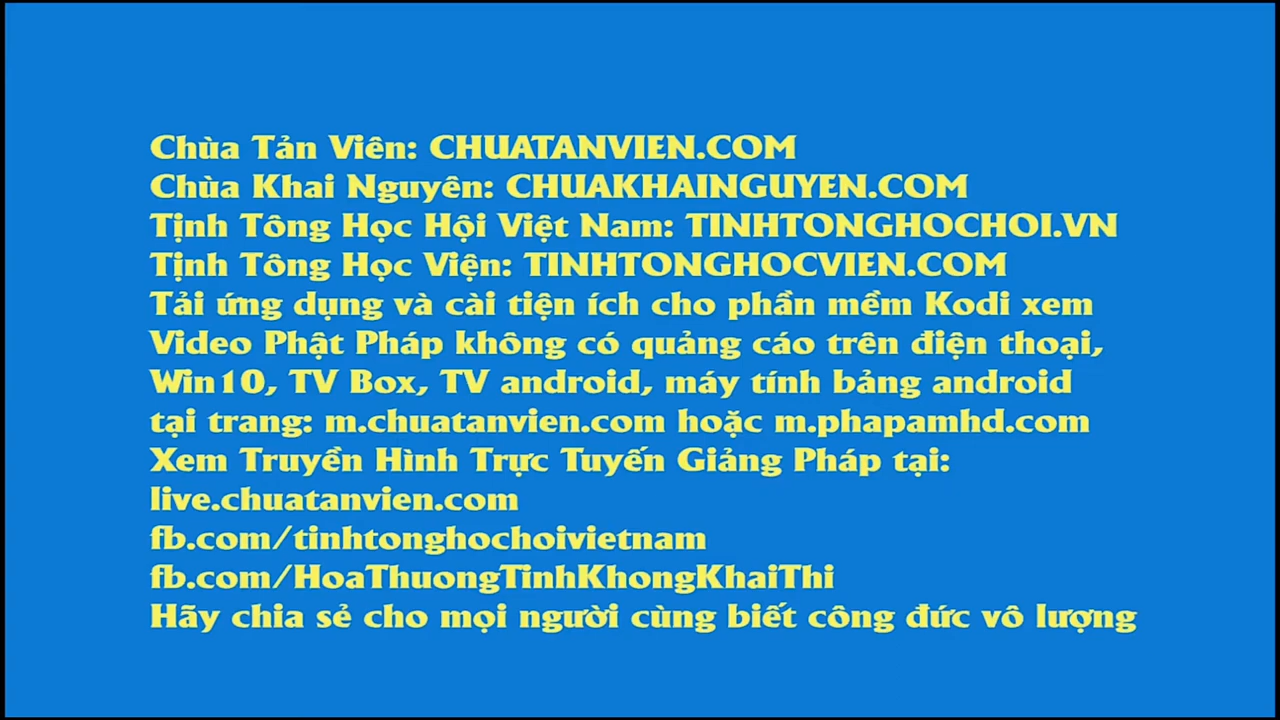 Chùa Tản Viên: CHUATANVIEN.COM
Chùa Khai Nguyên: CHUAKHAINGUYEN.COM
Tịnh Tông Học Hội Việt Nam: TINHTONGHOCHOI.VN
Tịnh Tông Học Viện: TINHTONGHOCVIEN.COM
Tải ứng dụng và cài tiện ích cho phần mềm Kodi xem
Video Phật Pháp không có quảng cáo trên điện thoại,
Win10, TV Box, TV android, máy tính bảng android
tại trang: m.chuatanvien.com hoặc m.phapamhd.com
Xem Truyền Hình Trực Tuyến Giảng Pháp tại:
live.chuatanvien.com
fb.com/tinhtonghochoivietnam
fb.com/HoaThuongTinhKhongKhaiThi
Hãy chia sẻ cho mọi người cùng biết công đức vô lượng